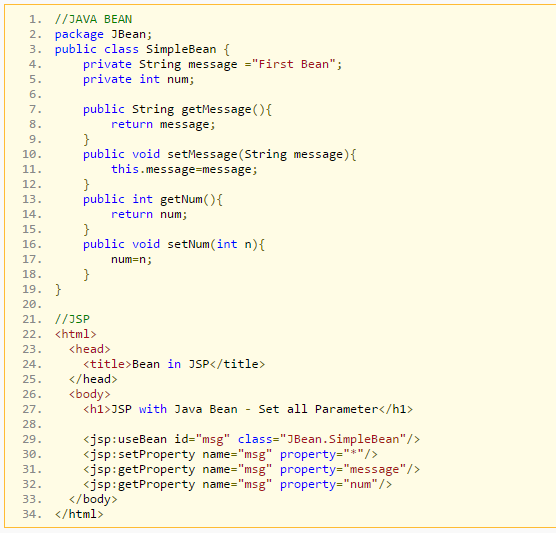 1. //JAVA BEAN
2. package JBean;
3. public class SimpleBean {
4.     private String message ="First Bean";
5.     private int num;
6.
7.     public String getMessage(){
8.         return message;
9.     }
10.     public void setMessage(String message){
11.         this.message=message;
12.     }
13.     public int getNum(){
14.         return num;
15.     }
16.     public void setNum(int n){
17.         num=n;
18.     }
19. }
20.
21. //JSP
22. <html>
23.   <head>
24.     <title>Bean in JSP</title>
25.   </head>
26.   <body>
27.     <h1>JSP with Java Bean - Set all Parameter</h1>
28.
29.     <jsp:useBean id="msg" class="JBean.SimpleBean"/>
30.     <jsp:setProperty name="msg" property="*"/>
31.     <jsp:getProperty name="msg" property="message"/>
32.     <jsp:getProperty name="msg" property="num"/>
33.   </body>
34. </html>